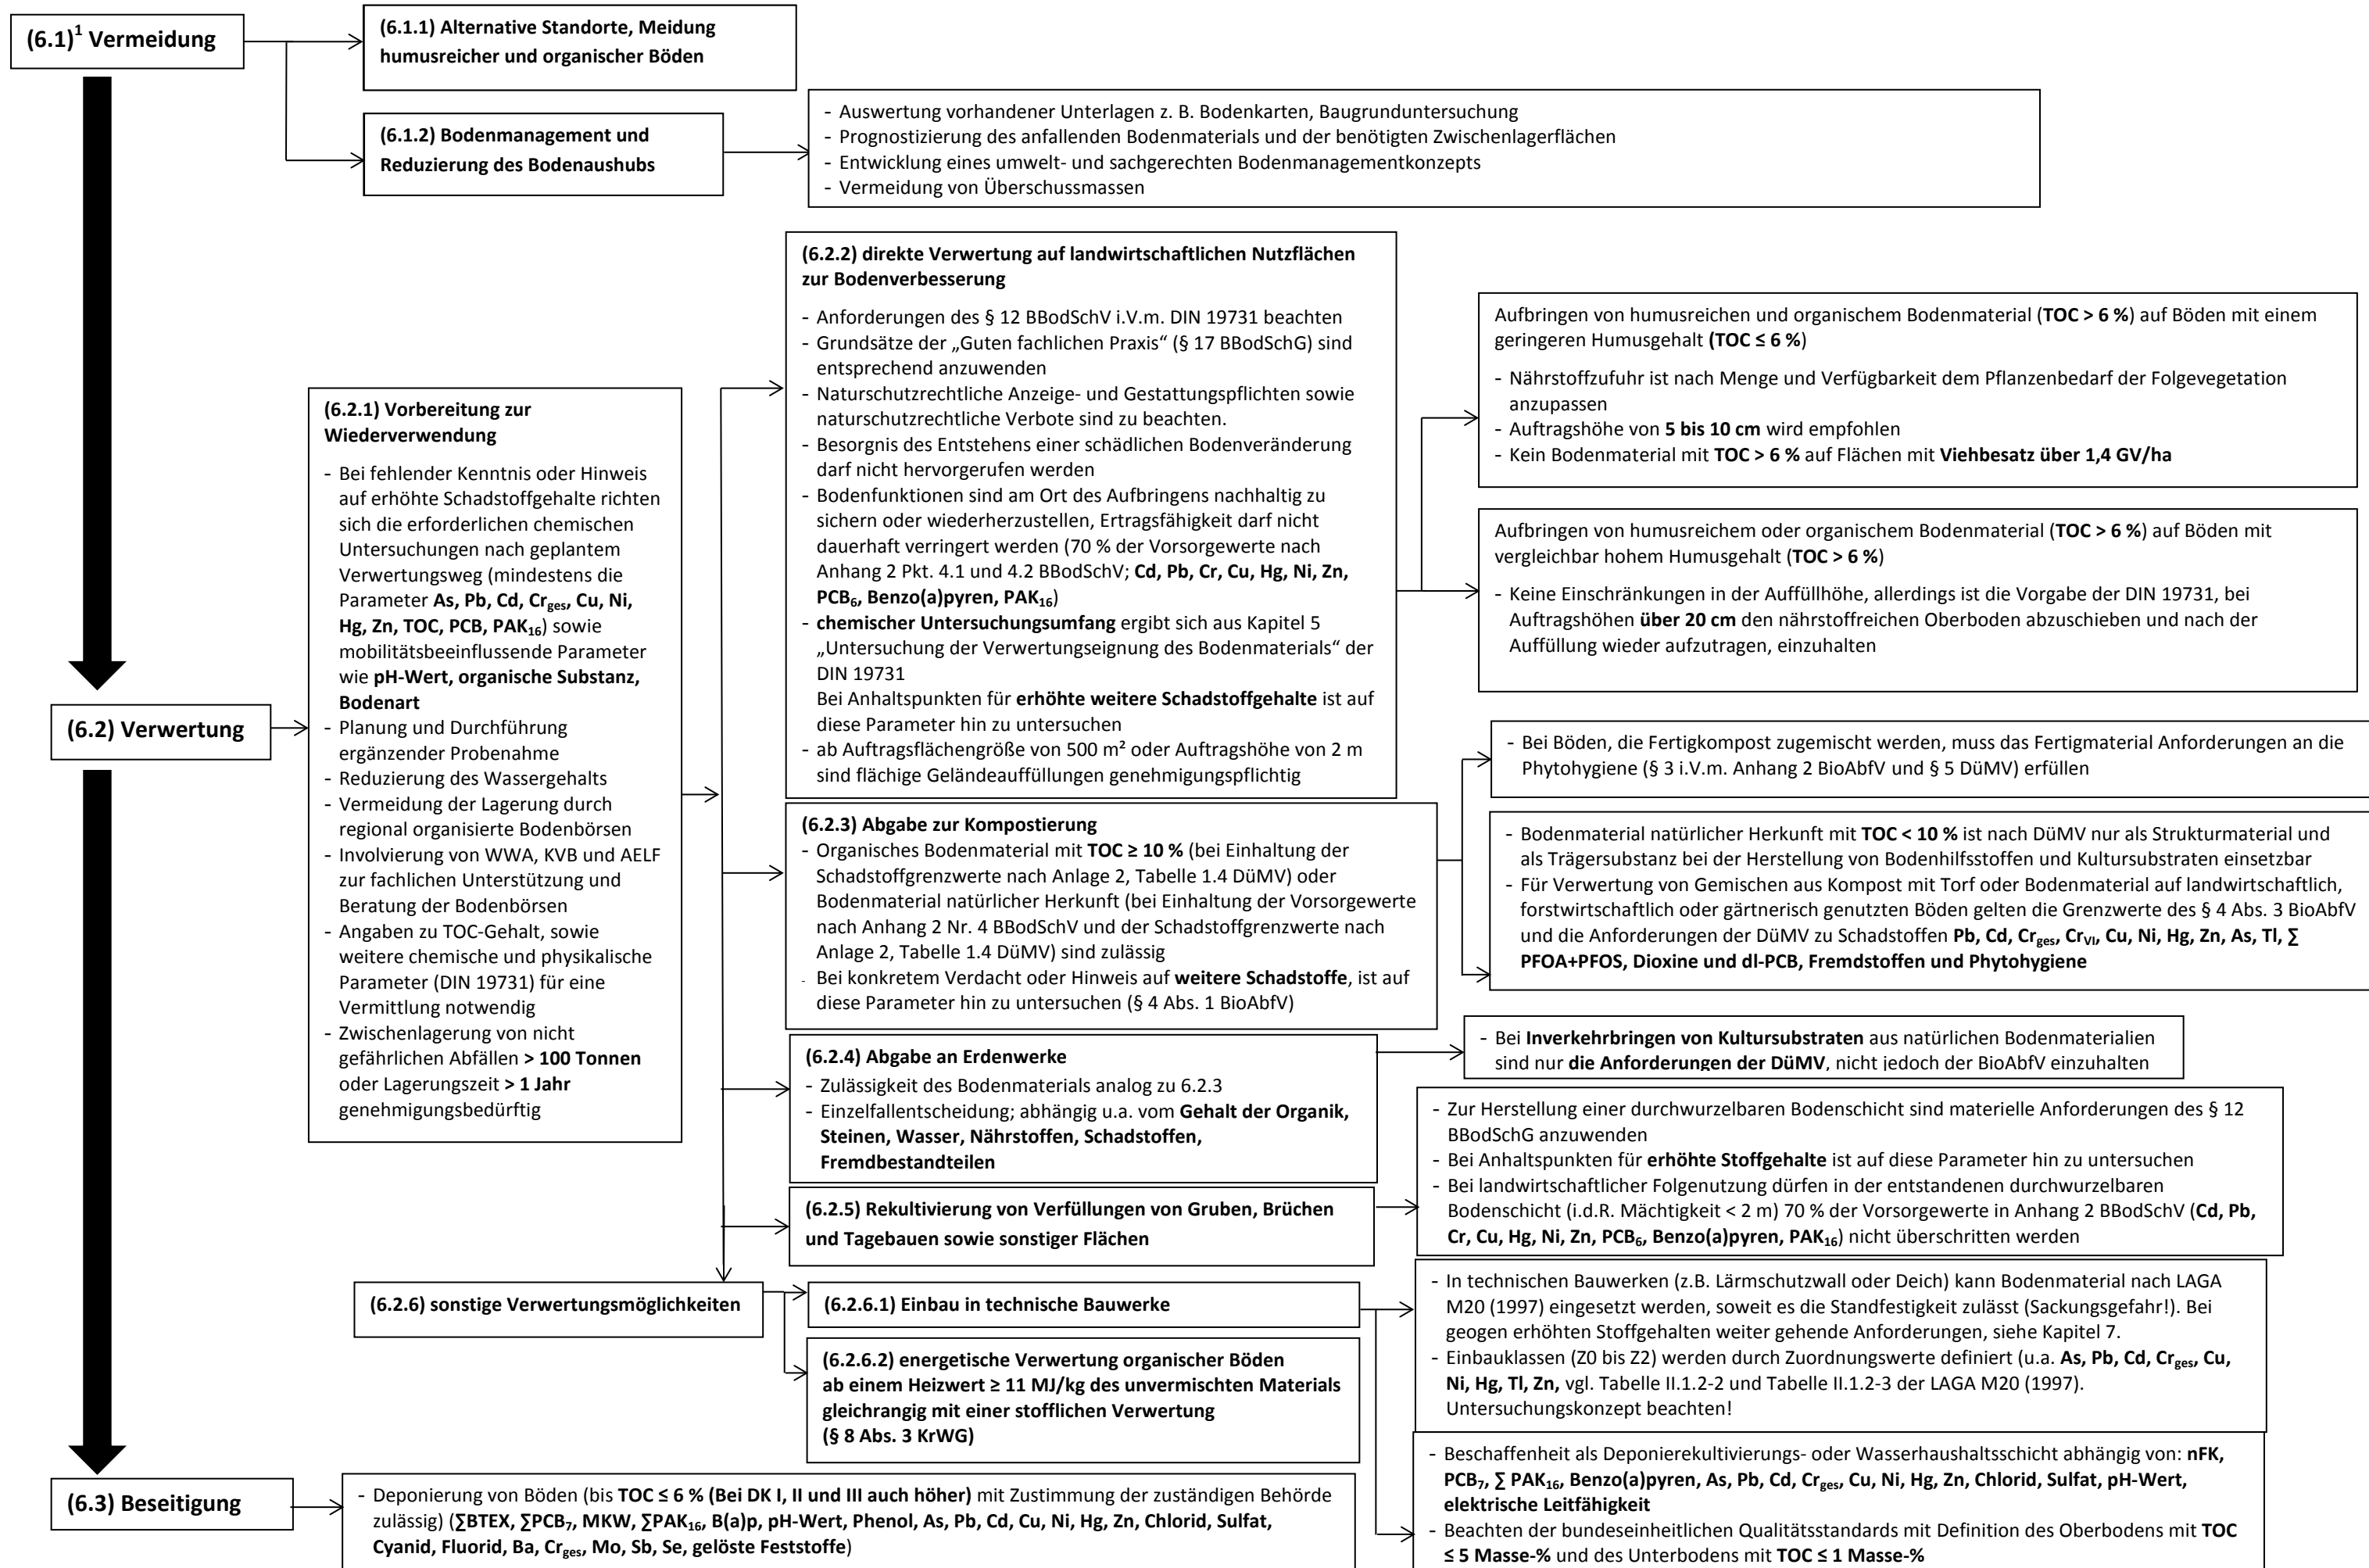 (6.1)¹ Vermeidung
(6.1.1) Alternative Standorte, Meidung
humusreicher und organischer Böden
(6.1.2) Bodenmanagement und
Reduzierung des Bodenaushubs
- Auswertung vorhandener Unterlagen z. B. Bodenkarten, Baugrunduntersuchung
- Prognostizierung des anfallenden Bodenmaterials und der benötigten Zwischenlagerflächen
- Entwicklung eines umwelt- und sachgerechten Bodenmanagementkonzepts
- Vermeidung von Überschussmassen
(6.2) Verwertung
(6.2.1) Vorbereitung zur
Wiederverwendung
- Bei fehlender Kenntnis oder Hinweis
auf erhöhte Schadstoffgehalte richten
sich die erforderlichen chemischen
Untersuchungen nach geplantem
Verwertungsweg (mindestens die
Parameter As, Pb, Cd, Cr_ges, Cu, Ni,
Hg, Zn, TOC, PCB, PAK₁₆) sowie
mobilitätsbeeinflussende Parameter
wie pH-Wert, organische Substanz,
Bodenart
- Planung und Durchführung
ergänzender Probenahme
- Reduzierung des Wassergehalts
- Vermeidung der Lagerung durch
regional organisierte Bodenbörsen
- Involvierung von WWA, KVB und AELF
zur fachlichen Unterstützung und
Beratung der Bodenbörsen
- Angaben zu TOC-Gehalt, sowie
weitere chemische und physikalische
Parameter (DIN 19731) für eine
Vermittlung notwendig
- Zwischenlagerung von nicht
gefährlichen Abfällen > 100 Tonnen
oder Lagerungszeit > 1 Jahr
genehmigungsbedürftig
(6.2.2) direkte Verwertung auf landwirtschaftlichen Nutzflächen
zur Bodenverbesserung
- Anforderungen des § 12 BBodSchV i.V.m. DIN 19731 beachten
- Grundsätze der „Guten fachlichen Praxis“ (§ 17 BBodSchG) sind
entsprechend anzuwenden
- Naturschutzrechtliche Anzeige- und Gestattungspflichten sowie
naturschutzrechtliche Verbote sind zu beachten.
- Besorgnis des Entstehens einer schädlichen Bodenveränderung
darf nicht hervorgerufen werden
- Bodenfunktionen sind am Ort des Aufbringens nachhaltig zu
sichern oder wiederherzustellen, Ertragsfähigkeit darf nicht
dauerhaft verringert werden (70 % der Vorsorgewerte nach
Anhang 2 Pkt. 4.1 und 4.2 BBodSchV; Cd, Pb, Cr, Cu, Hg, Ni, Zn,
PCB₆, Benzo(a)pyren, PAK₁₆)
- chemischer Untersuchungsumfang ergibt sich aus Kapitel 5
„Untersuchung der Verwertungseignung des Bodenmaterials“ der
DIN 19731
Bei Anhaltspunkten für erhöhte weitere Schadstoffgehalte ist auf
diese Parameter hin zu untersuchen
- ab Auftragsflächengröße von 500 m² oder Auftragshöhe von 2 m
sind flächige Geländeauffüllungen genehmigungspflichtig
Aufbringen von humusreichen und organischem Bodenmaterial (TOC > 6 %) auf Böden mit einem
geringeren Humusgehalt (TOC ≤ 6 %)
- Nährstoffzufuhr ist nach Menge und Verfügbarkeit dem Pflanzenbedarf der Folgevegetation
anzupassen
- Auftragshöhe von 5 bis 10 cm wird empfohlen
- Kein Bodenmaterial mit TOC > 6 % auf Flächen mit Viehbesatz über 1,4 GV/ha
Aufbringen von humusreichem oder organischem Bodenmaterial (TOC > 6 %) auf Böden mit
vergleichbar hohem Humusgehalt (TOC > 6 %)
- Keine Einschränkungen in der Auffüllhöhe, allerdings ist die Vorgabe der DIN 19731, bei
Auftragshöhen über 20 cm den nährstoffreichen Oberboden abzuschieben und nach der
Auffüllung wieder aufzutragen, einzuhalten
(6.2.3) Abgabe zur Kompostierung
- Organisches Bodenmaterial mit TOC ≥ 10 % (bei Einhaltung der
Schadstoffgrenzwerte nach Anlage 2, Tabelle 1.4 DüMV) oder
Bodenmaterial natürlicher Herkunft (bei Einhaltung der Vorsorgewerte
nach Anhang 2 Nr. 4 BBodSchV und der Schadstoffgrenzwerte nach
Anlage 2, Tabelle 1.4 DüMV) sind zulässig
- Bei konkretem Verdacht oder Hinweis auf weitere Schadstoffe, ist auf
diese Parameter hin zu untersuchen (§ 4 Abs. 1 BioAbfV)
- Bei Böden, die Fertigkompost zugemischt werden, muss das Fertigmaterial Anforderungen an die
Phytohygiene (§ 3 i.V.m. Anhang 2 BioAbfV und § 5 DüMV) erfüllen
- Bodenmaterial natürlicher Herkunft mit TOC < 10 % ist nach DüMV nur als Strukturmaterial und
als Trägersubstanz bei der Herstellung von Bodenhilfsstoffen und Kultursubstraten einsetzbar
- Für Verwertung von Gemischen aus Kompost mit Torf oder Bodenmaterial auf landwirtschaftlich,
forstwirtschaftlich oder gärtnerisch genutzten Böden gelten die Grenzwerte des § 4 Abs. 3 BioAbfV
und die Anforderungen der DüMV zu Schadstoffen Pb, Cd, Cr_ges, Cr_VI, Cu, Ni, Hg, Zn, As, Tl, ∑
PFOA+PFOS, Dioxine und dl-PCB, Fremdstoffen und Phytohygiene
(6.2.4) Abgabe an Erdenwerke
- Zulässigkeit des Bodenmaterials analog zu 6.2.3
- Einzelfallentscheidung; abhängig u.a. vom Gehalt der Organik,
Steinen, Wasser, Nährstoffen, Schadstoffen,
Fremdbestandteilen
- Bei Inverkehrbringen von Kultursubstraten aus natürlichen Bodenmaterialien
sind nur die Anforderungen der DüMV, nicht jedoch der BioAbfV einzuhalten
(6.2.5) Rekultivierung von Verfüllungen von Gruben, Brüchen
und Tagebauen sowie sonstiger Flächen
- Zur Herstellung einer durchwurzelbaren Bodenschicht sind materielle Anforderungen des § 12
BBodSchG anzuwenden
- Bei Anhaltspunkten für erhöhte Stoffgehalte ist auf diese Parameter hin zu untersuchen
- Bei landwirtschaftlicher Folgenutzung dürfen in der entstandenen durchwurzelbaren
Bodenschicht (i.d.R. Mächtigkeit < 2 m) 70 % der Vorsorgewerte in Anhang 2 BBodSchV (Cd, Pb,
Cr, Cu, Hg, Ni, Zn, PCB₆, Benzo(a)pyren, PAK₁₆) nicht überschritten werden
(6.2.6) sonstige Verwertungsmöglichkeiten
(6.2.6.1) Einbau in technische Bauwerke
(6.2.6.2) energetische Verwertung organischer Böden
ab einem Heizwert ≥ 11 MJ/kg des unvermischten Materials
gleichrangig mit einer stofflichen Verwertung
(§ 8 Abs. 3 KrWG)
- In technischen Bauwerken (z.B. Lärmschutzwall oder Deich) kann Bodenmaterial nach LAGA
M20 (1997) eingesetzt werden, soweit es die Standfestigkeit zulässt (Sackungsgefahr!). Bei
geogen erhöhten Stoffgehalten weiter gehende Anforderungen, siehe Kapitel 7.
- Einbauklassen (Z0 bis Z2) werden durch Zuordnungswerte definiert (u.a. As, Pb, Cd, Cr_ges, Cu,
Ni, Hg, Tl, Zn, vgl. Tabelle II.1.2-2 und Tabelle II.1.2-3 der LAGA M20 (1997).
Untersuchungskonzept beachten!
- Beschaffenheit als Deponierekultivierungs- oder Wasserhaushaltsschicht abhängig von: nFK,
PCB₇, ∑ PAK₁₆, Benzo(a)pyren, As, Pb, Cd, Cr_ges, Cu, Ni, Hg, Zn, Chlorid, Sulfat, pH-Wert,
elektrische Leitfähigkeit
- Beachten der bundeseinheitlichen Qualitätsstandards mit Definition des Oberbodens mit TOC
≤ 5 Masse-% und des Unterbodens mit TOC ≤ 1 Masse-%
(6.3) Beseitigung
- Deponierung von Böden (bis TOC ≤ 6 % (Bei DK I, II und III auch höher) mit Zustimmung der zuständigen Behörde
zulässig) (∑BTEX, ∑PCB₇, MKW, ∑PAK₁₆, B(a)p, pH-Wert, Phenol, As, Pb, Cd, Cu, Ni, Hg, Zn, Chlorid, Sulfat,
Cyanid, Fluorid, Ba, Cr_ges, Mo, Sb, Se, gelöste Feststoffe)